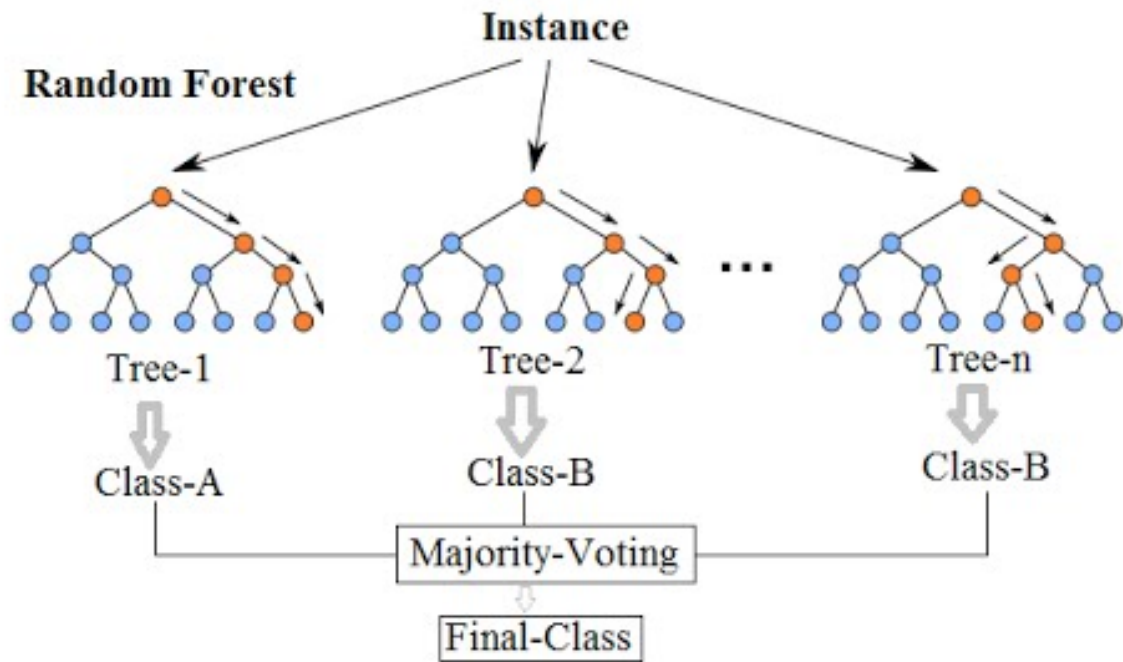 Instance
Random Forest
...
Tree-1
Tree-2
Tree-n
Class-A
Class-B
Class-B
Majority-Voting
Final-Class